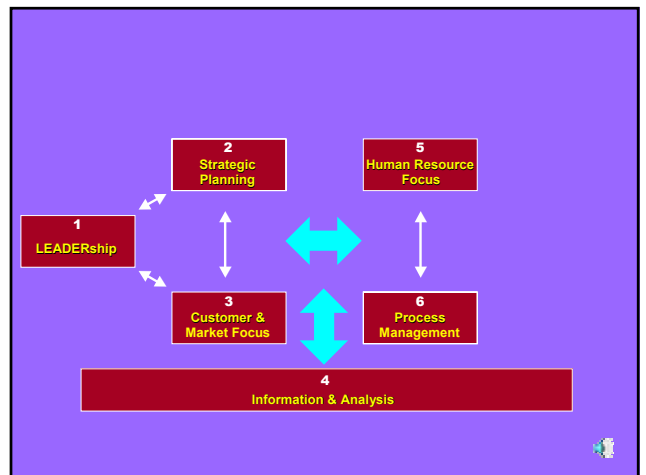 1
LEADERship
2
Strategic
Planning
3
Customer &
Market Focus
5
Human Resource
Focus
6
Process
Management
4
Information & Analysis